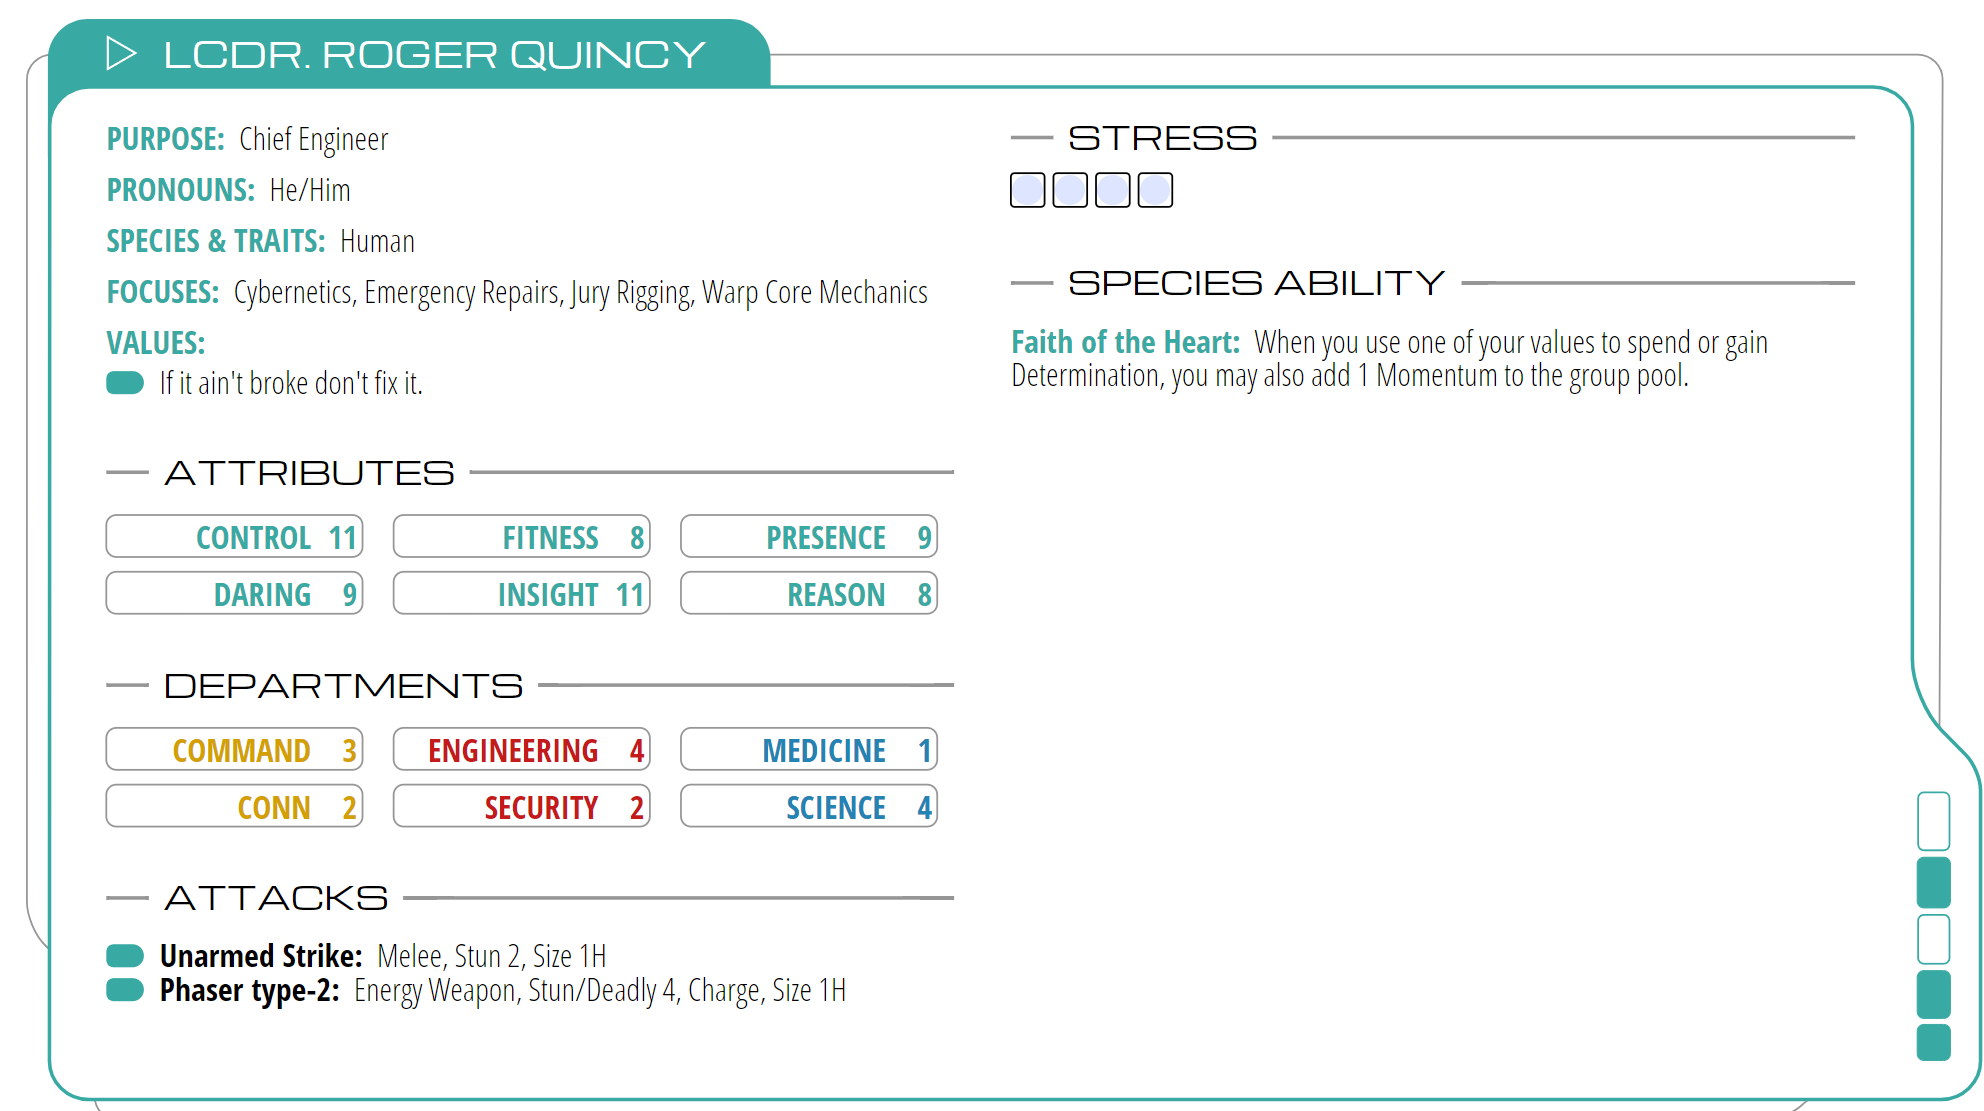 LCDR. ROGER QUINCY
PURPOSE: Chief Engineer
PRONOUNS: He/Him
SPECIES & TRAITS: Human
FOCUSES: Cybernetics, Emergency Repairs, Jury Rigging, Warp Core Mechanics
VALUES:
If it ain't broke don't fix it.
ATTRIBUTES
CONTROL 11 FITNESS 8 PRESENCE 9
DARING 9 INSIGHT 11 REASON 8
DEPARTMENTS
COMMAND 3 ENGINEERING 4 MEDICINE 1
CONN 2 SECURITY 2 SCIENCE 4
ATTACKS
Unarmed Strike: Melee, Stun 2, Size 1H
Phaser type-2: Energy Weapon, Stun/Deadly 4, Charge, Size 1H
STRESS
SPECIES ABILITY
Faith of the Heart: When you use one of your values to spend or gain
Determination, you may also add 1 Momentum to the group pool.